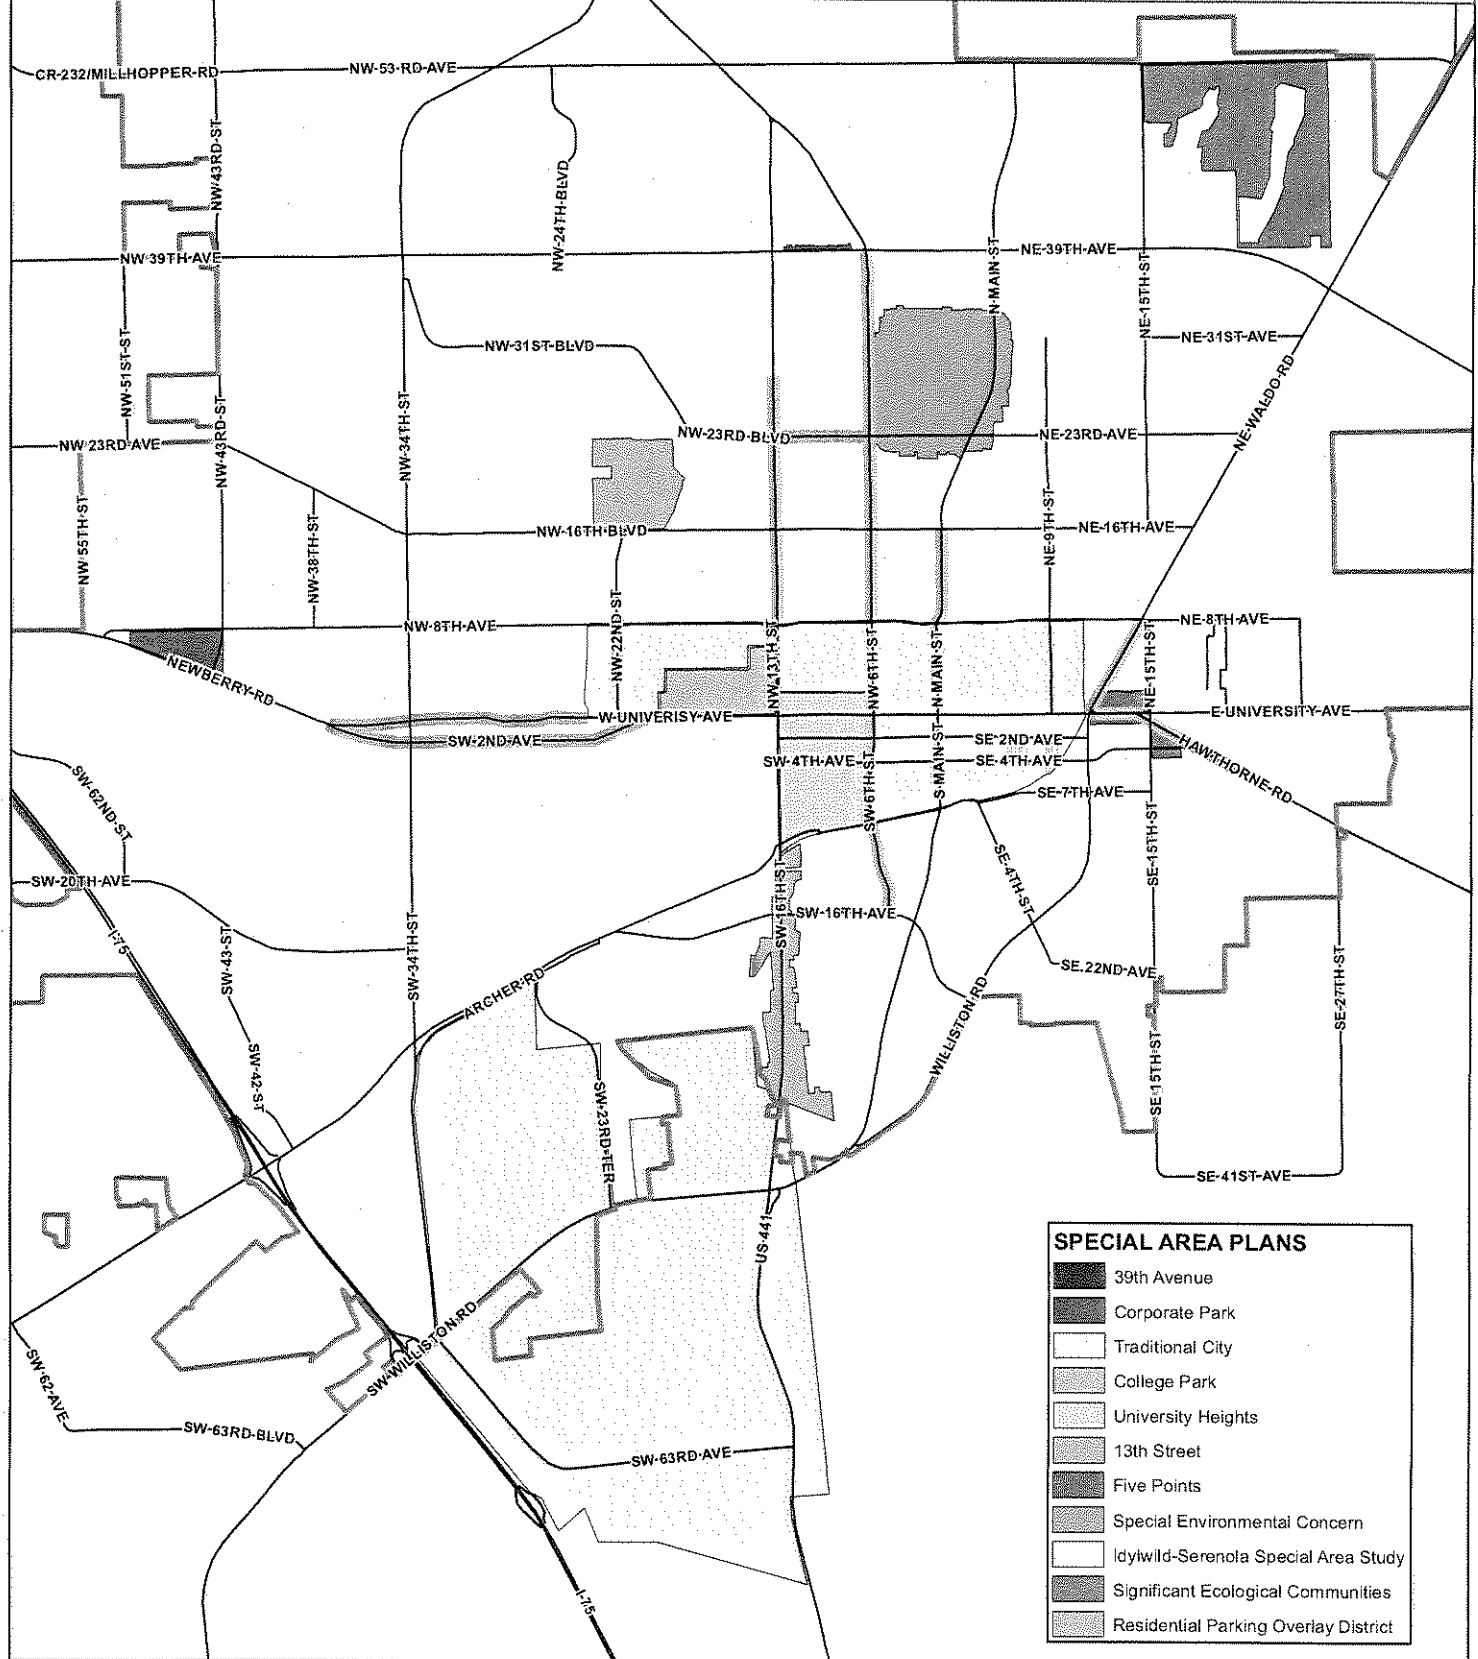 CR-232/MILLHOPPER-RD
NW-53-RD-AVE
NW-43RD-ST
NW-24TH-BLVD
NW-39TH-AVE
NE-39TH-AVE
N-MAIN-ST
NE-15TH-ST
NW-51ST-ST
NW-31ST-BLVD
NE-31ST-AVE
NW-34TH-ST
NW-43RD-ST
NE-WALDO-RD
NW-23RD-AVE
NW-23RD-BLVD
NE-23RD-AVE
NW-55TH-ST
NW-38TH-ST
NW-16TH-BLVD
NE-9TH-ST
NE-16TH-AVE
NW-8TH-AVE
NW-22ND-ST
NE-8TH-AVE
NEWBERRY-RD
NW-13TH-ST
NW-6TH-ST
N-MAIN-ST
NE-15TH-ST
W-UNIVERISY-AVE
E-UNIVERSITY-AVE
SW-2ND-AVE
SE-2ND-AVE
HAWTHORNE-RD
SW-4TH-AVE
SE-4TH-AVE
SW-62ND-ST
SW-6TH-ST
S-MAIN-ST
SE-7TH-AVE
SE-15TH-ST
SW-20TH-AVE
SE-4TH-ST
SW-16TH-ST
SW-16TH-AVE
I-75
SW-43-ST
SW-34TH-ST
ARCHER-RD
SE-22ND-AVE
SE-27TH-ST
WILLISTON-RD
SW-42-ST
SW-23RD-TER
SE-15TH-ST
SE-41ST-AVE
US-441
SW-WILLISTON-RD
SW-62-AVE
SW-63RD-BLVD
SW-63RD-AVE
I-75
SPECIAL AREA PLANS
39th Avenue
Corporate Park
Traditional City
College Park
University Heights
13th Street
Five Points
Special Environmental Concern
Idylwild-Serenola Special Area Study
Significant Ecological Communities
Residential Parking Overlay District